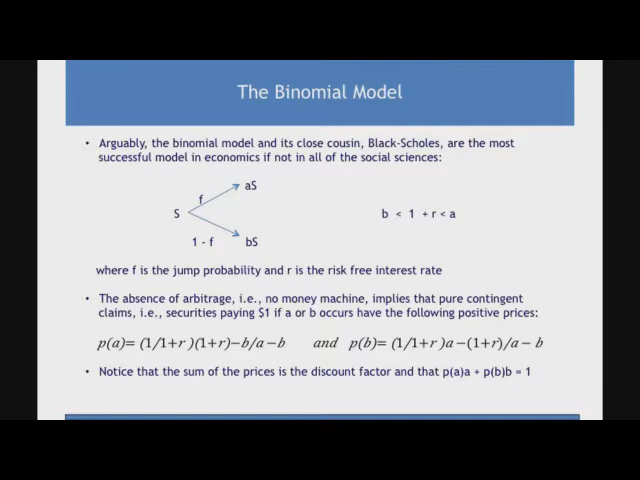 The Binomial Model
• Arguably, the binomial model and its close cousin, Black-Scholes, are the most
successful model in economics if not in all of the social sciences:
aS
f
S
b < 1 + r < a
1 - f
bS
where f is the jump probability and r is the risk free interest rate
• The absence of arbitrage, i.e., no money machine, implies that pure contingent
claims, i.e., securities paying $1 if a or b occurs have the following positive prices:
p(a)= (1/1+r )(1+r)−b/a−b and p(b)= (1/1+r )a−(1+r)/a− b
• Notice that the sum of the prices is the discount factor and that p(a)a + p(b)b = 1